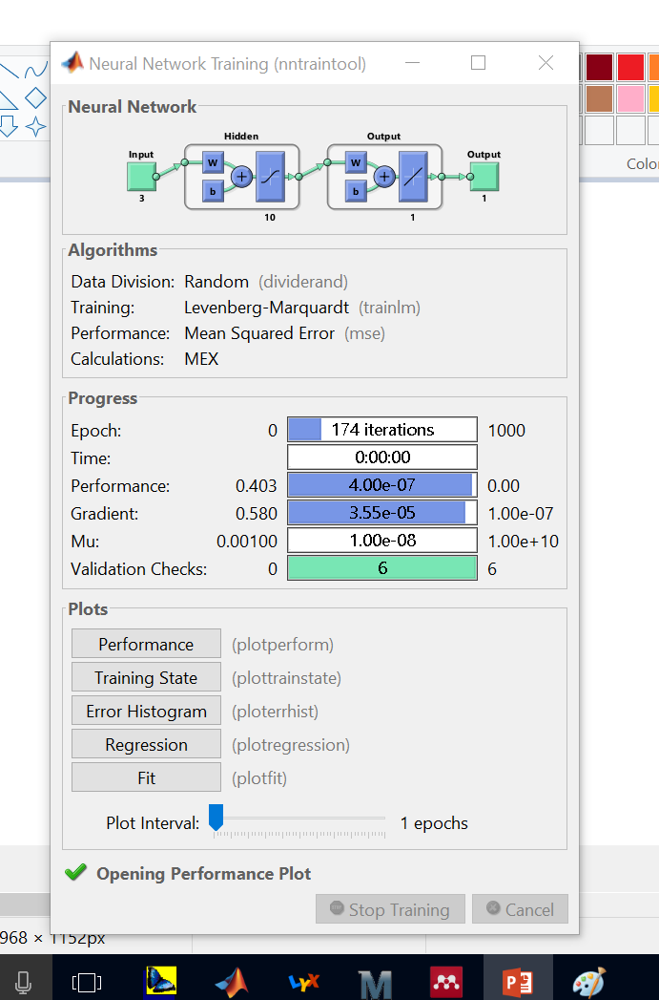 Neural Network Training (nntraintool)
Color
Neural Network
Hidden Output
Input Output
W W
b b
3 1
10 1
Algorithms
Data Division: Random (dividerand)
Training: Levenberg-Marquardt (trainlm)
Performance: Mean Squared Error (mse)
Calculations: MEX
Progress
Epoch: 0 174 iterations 1000
Time: 0:00:00
Performance: 0.403 4.00e-07 0.00
Gradient: 0.580 3.55e-05 1.00e-07
Mu: 0.00100 1.00e-08 1.00e+10
Validation Checks: 0 6 6
Plots
Performance (plotperform)
Training State (plottrainstate)
Error Histogram (ploterrhist)
Regression (plotregression)
Fit (plotfit)
Plot Interval: 1 epochs
Opening Performance Plot
Stop Training Cancel
968 × 1152px
LyX M P